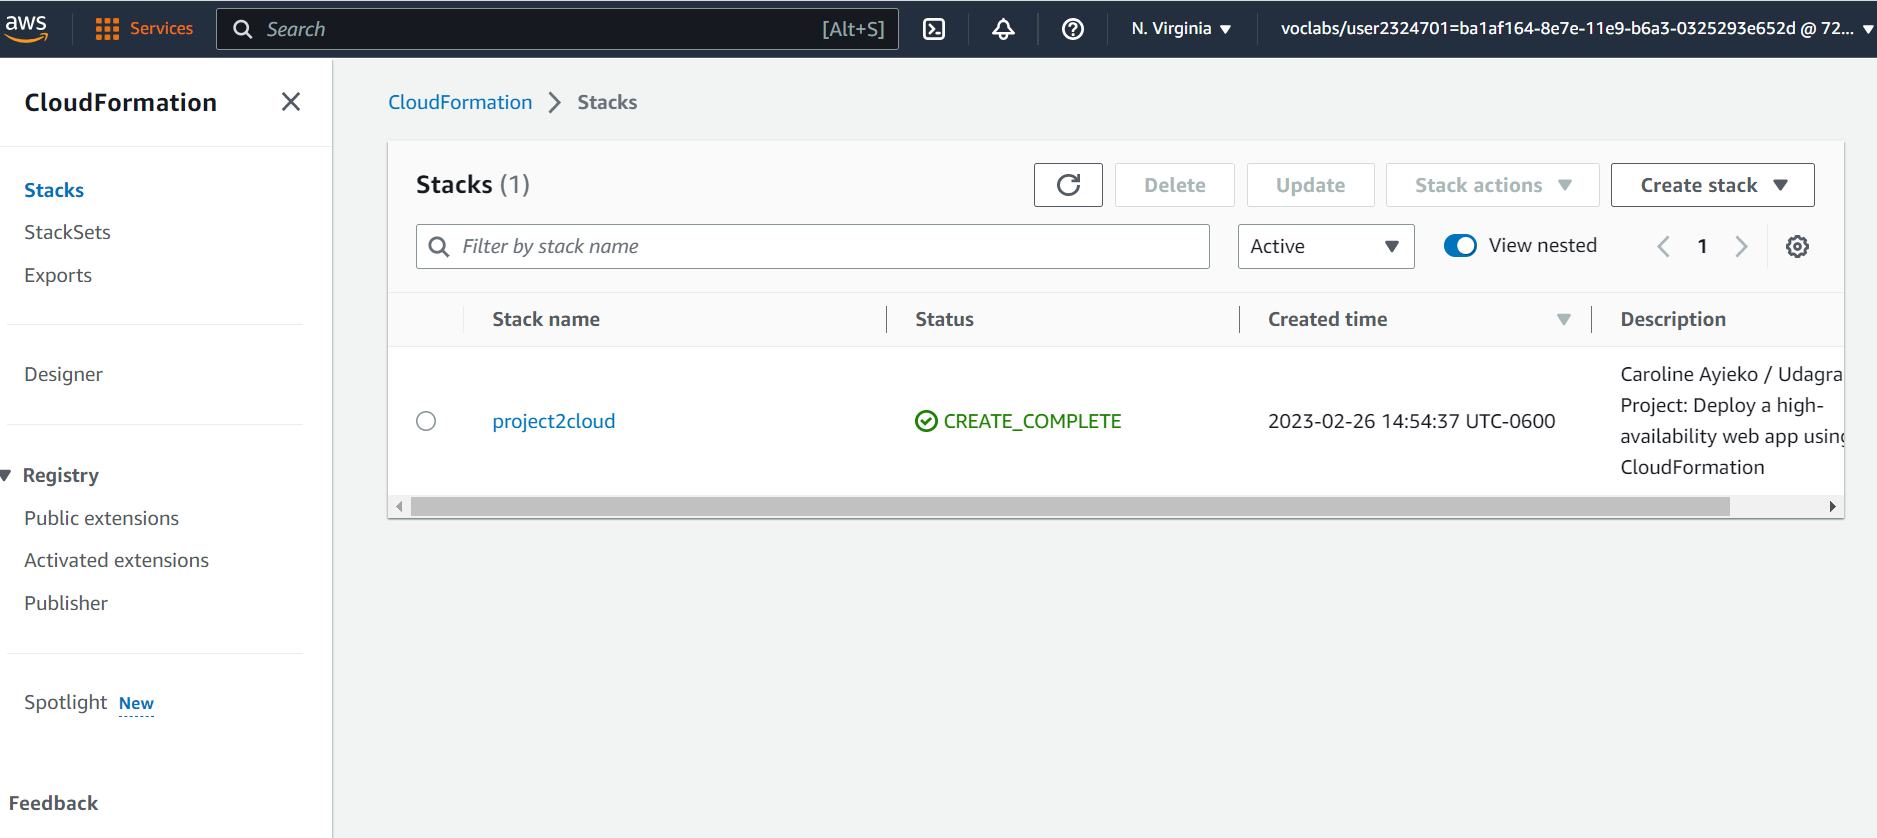 aws
Services
Search [Alt+S]
N. Virginia
voclabs/user2324701=ba1af164-8e7e-11e9-b6a3-0325293e652d @ 72...
CloudFormation
Stacks
StackSets
Exports
Designer
Registry
Public extensions
Activated extensions
Publisher
Spotlight New
Feedback
CloudFormation Stacks
Stacks (1)
Delete
Update
Stack actions
Create stack
Filter by stack name
Active
View nested
1
Stack name Status Created time Description
project2cloud CREATE_COMPLETE 2023-02-26 14:54:37 UTC-0600
Caroline Ayieko / Udagra
Project: Deploy a high-
availability web app using
CloudFormation